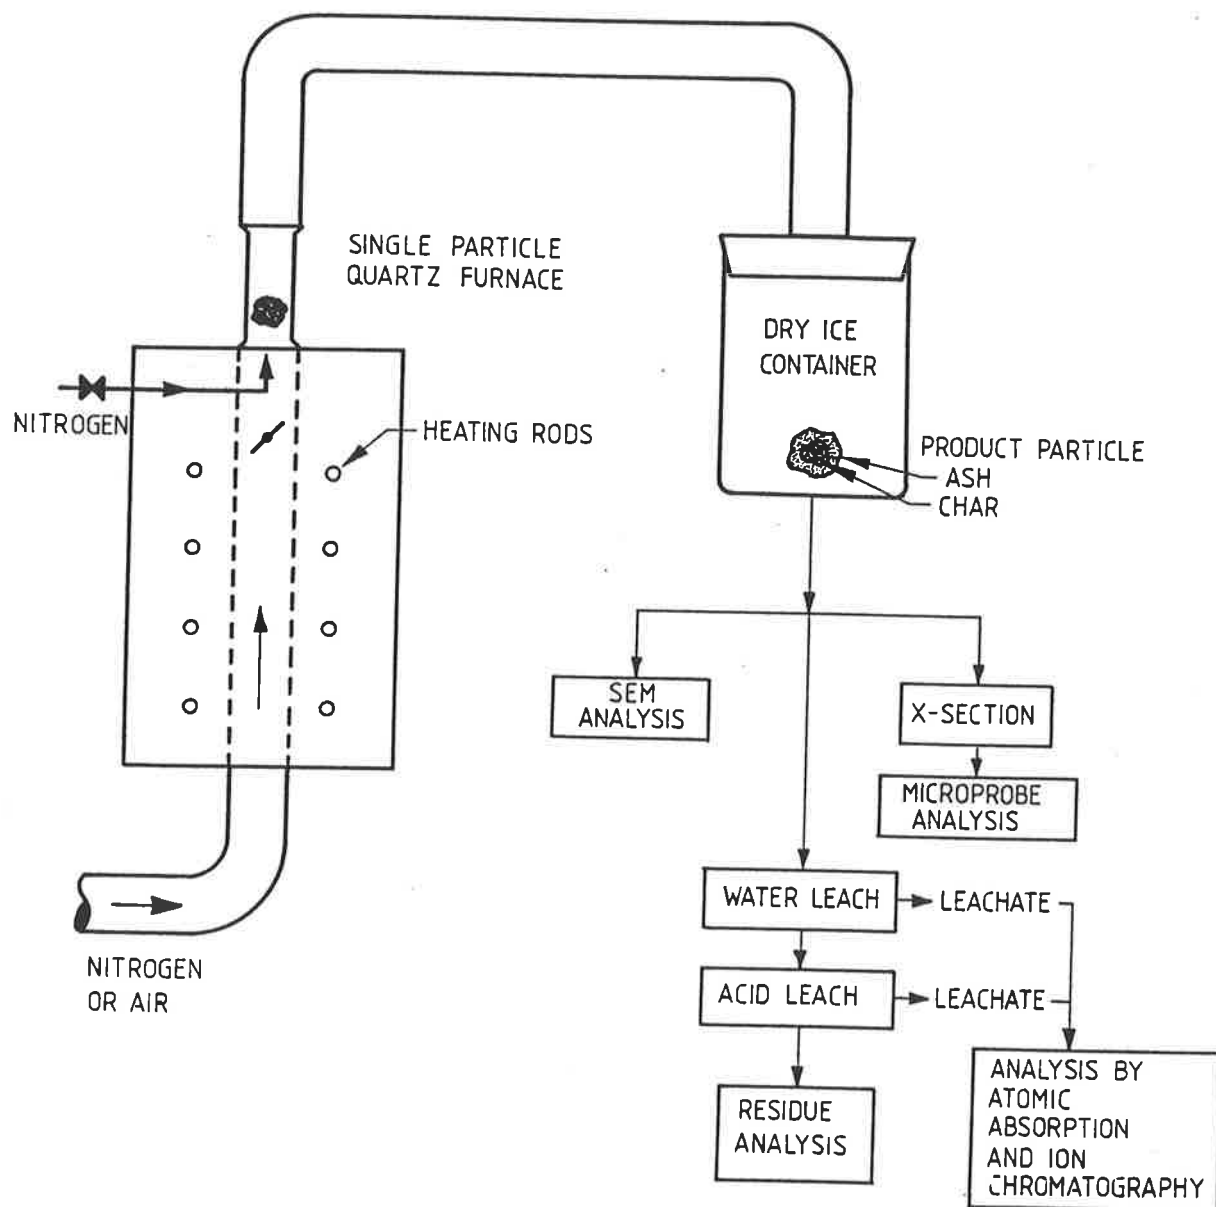 SINGLE PARTICLE
QUARTZ FURNACE
NITROGEN
HEATING RODS
NITROGEN
OR AIR
DRY ICE
CONTAINER
PRODUCT PARTICLE
ASH
CHAR
SEM
ANALYSIS
X-SECTION
MICROPROBE
ANALYSIS
WATER LEACH
LEACHATE
ACID LEACH
LEACHATE
RESIDUE
ANALYSIS
ANALYSIS BY
ATOMIC
ABSORPTION
AND ION
CHROMATOGRAPHY